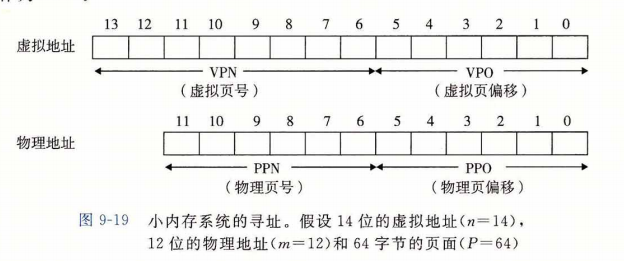 13 12 11 10 9 8 7 6 5 4 3 2 1 0
虚拟地址
VPN VPO
(虚拟页号) (虚拟页偏移)
11 10 9 8 7 6 5 4 3 2 1 0
物理地址
PPN PPO
(物理页号) (物理页偏移)
图 9-19 小内存系统的寻址。假设 14 位的虚拟地址(n=14),
12 位的物理地址(m=12)和 64 字节的页面(P=64)